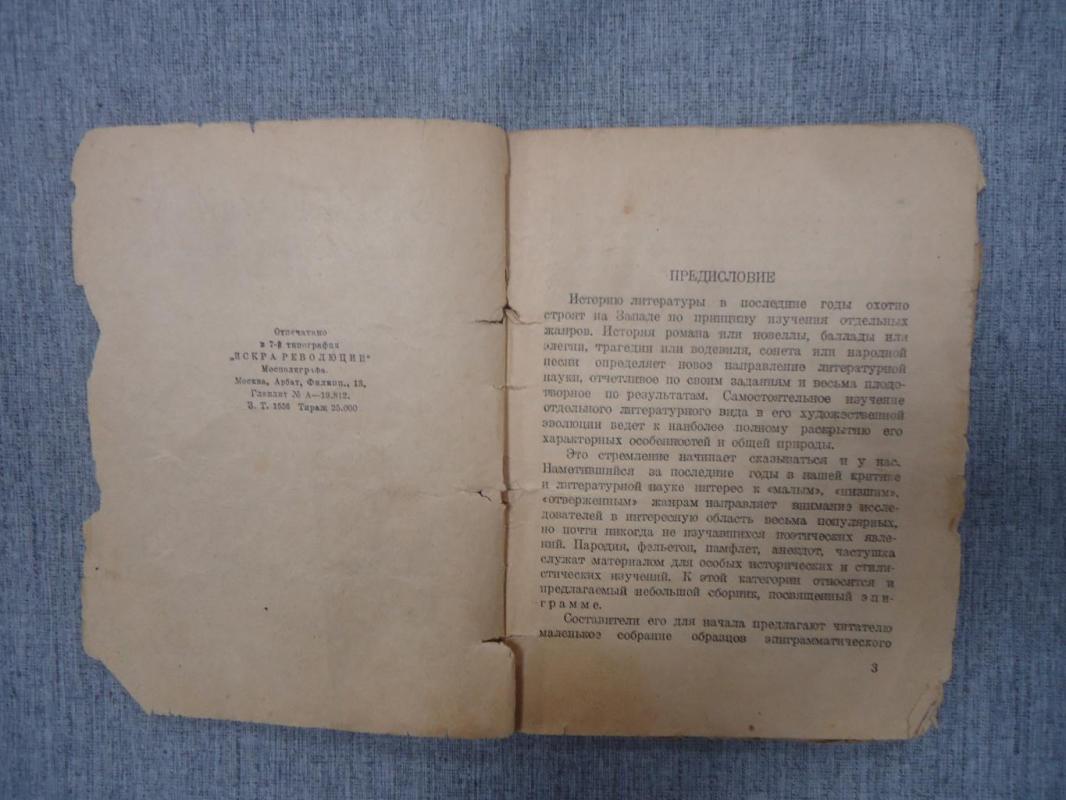 Отпечатано
в 7-й типографии
„ИСКРА РЕВОЛЮЦИИ"
Мосполиграфа.
Москва, Арбат, Филипп., 13,
Главлит № А—19.812.
З. Т. 1556 Тираж 25.000
ПРЕДИСЛОВИЕ
Историю литературы в последние годы охотно
строят на Западе по принципу изучения отдельных
жанров. История романа или новеллы, баллады или
элегии, трагедии или водевиля, сонета или народной
песни определяет новое направление литературной
науки, отчетливое по своим заданиям и весьма плодо-
творное по результатам. Самостоятельное изучение
отдельного литературного вида в его художественной
эволюции ведет к наиболее полному раскрытию его
характерных особенностей и общей природы.
Это стремление начинает сказываться и у нас.
Наметившийся за последние годы в нашей критике
и литературной науке интерес к «малым», «низшим»,
«отверженным» жанрам направляет внимание иссле-
дователей в интересную область весьма популярных,
но почти никогда не изучавшихся поэтических явле-
ний. Пародия, фельетон, памфлет, анекдот, частушка
служат материалом для особых исторических и стили-
стических изучений. К этой категории относится и
предлагаемый небольшой сборник, посвященный эпи-
грамме.
Составители его для начала предлагают читателю
маленькое собрание образцов эпиграмматического
3